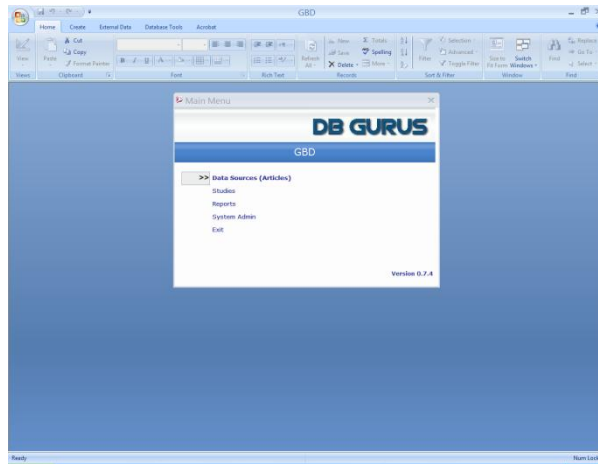 GBD
Home Create External Data Database Tools Acrobat
View
Paste
Cut
Copy
Format Painter
Refresh All
New
Save
Delete
Totals
Spelling
More
Filter
Selection
Advanced
Toggle Filter
Size to Fit Form
Switch Windows
Find
Replace
Go To
Select
Views Clipboard Font Rich Text Records Sort & Filter Window Find
Main Menu
DB GURUS
GBD
>> Data Sources (Articles)
Studies
Reports
System Admin
Exit
Version 0.7.4
Ready Num Lock